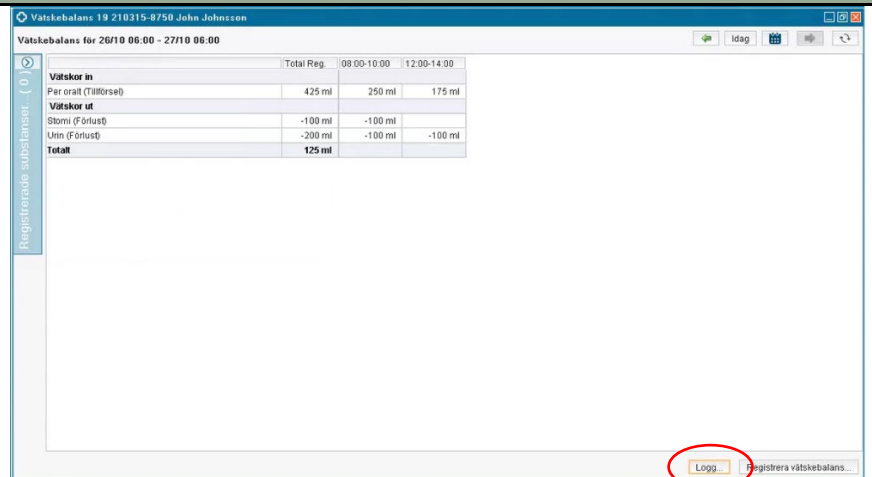 Vätskebalans 19 210315-8750 John Johnsson
Vätskebalans för 26/10 06:00 - 27/10 06:00
Idag
Registrerade substanser... ( 0 )
Total Reg. 08:00-10:00 12:00-14:00
Vätskor in
Per oralt (Tillförsel) 425 ml 250 ml 175 ml
Vätskor ut
Stomi (Förlust) -100 ml -100 ml
Urin (Förlust) -200 ml -100 ml -100 ml
Totalt 125 ml
Logg... Registrera vätskebalans...